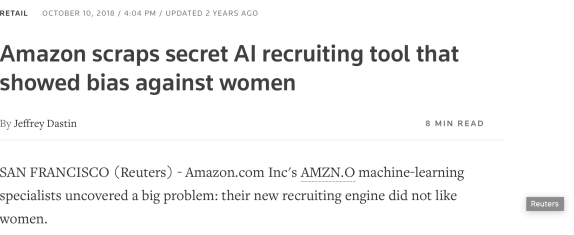 RETAIL OCTOBER 10, 2018 / 4:04 PM / UPDATED 2 YEARS AGO
Amazon scraps secret AI recruiting tool that
showed bias against women
By Jeffrey Dastin
8 MIN READ
SAN FRANCISCO (Reuters) - Amazon.com Inc's AMZN.O machine-learning
specialists uncovered a big problem: their new recruiting engine did not like
women.
Reuters